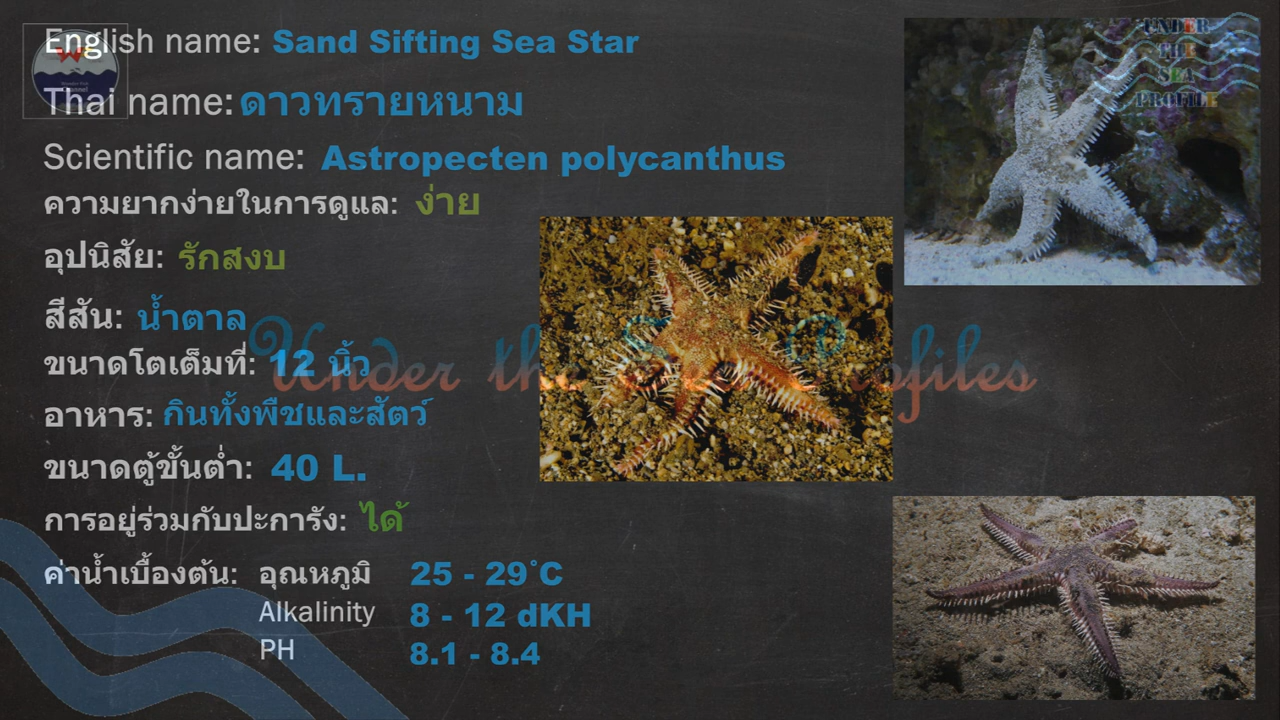 English name: Sand Sifting Sea Star
Thai name: ดาวทรายหนาม
Scientific name: Astropecten polycanthus
ความยากง่ายในการดูแล: ง่าย
อุปนิสัย: รักสงบ
สีสัน: น้ำตาล
ขนาดโตเต็มที่: 12 นิ้ว
อาหาร: กินทั้งพืชและสัตว์
ขนาดตู้ขั้นต่ำ: 40 L.
การอยู่ร่วมกับปะการัง: ได้
ค่าน้ำเบื้องต้น: อุณหภูมิ 25 - 29°C
Alkalinity 8 - 12 dKH
PH 8.1 - 8.4
Under the Sea Profiles
UNDER
THE
SEA
PROFILE